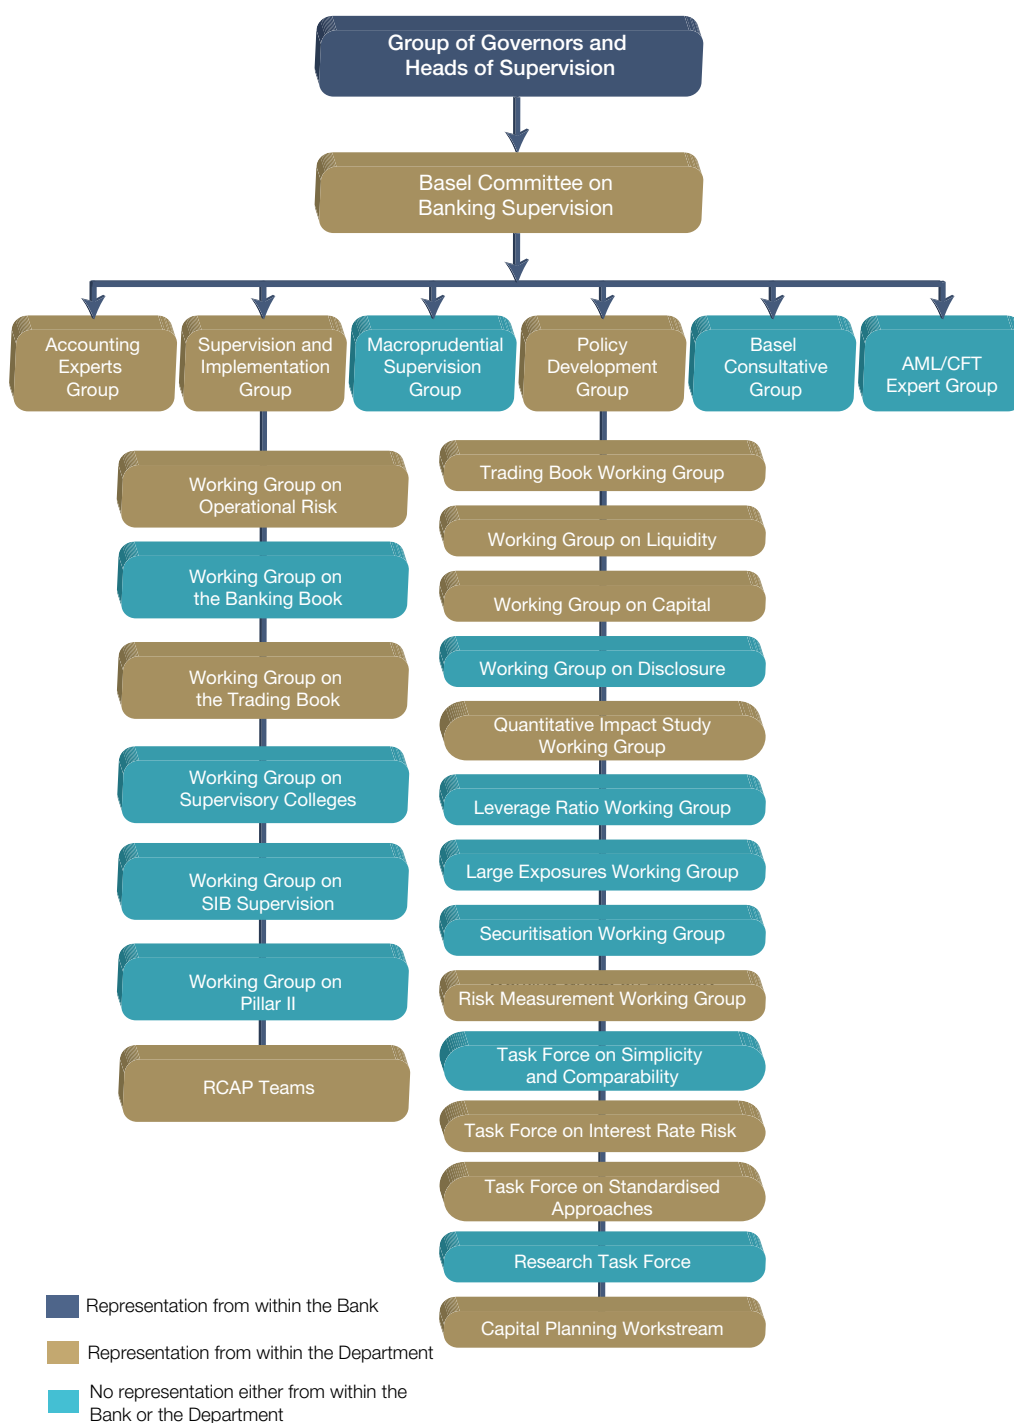 Group of Governors and
Heads of Supervision
Basel Committee on
Banking Supervision
Accounting
Experts
Group
Supervision and
Implementation
Group
Macroprudential
Supervision
Group
Policy
Development
Group
Basel
Consultative
Group
AML/CFT
Expert Group
Working Group on
Operational Risk
Working Group on
the Banking Book
Working Group on
the Trading Book
Working Group on
Supervisory Colleges
Working Group on
SIB Supervision
Working Group on
Pillar II
RCAP Teams
Trading Book Working Group
Working Group on Liquidity
Working Group on Capital
Working Group on Disclosure
Quantitative Impact Study
Working Group
Leverage Ratio Working Group
Large Exposures Working Group
Securitisation Working Group
Risk Measurement Working Group
Task Force on Simplicity
and Comparability
Task Force on Interest Rate Risk
Task Force on Standardised
Approaches
Research Task Force
Capital Planning Workstream
Representation from within the Bank
Representation from within the Department
No representation either from within the
Bank or the Department